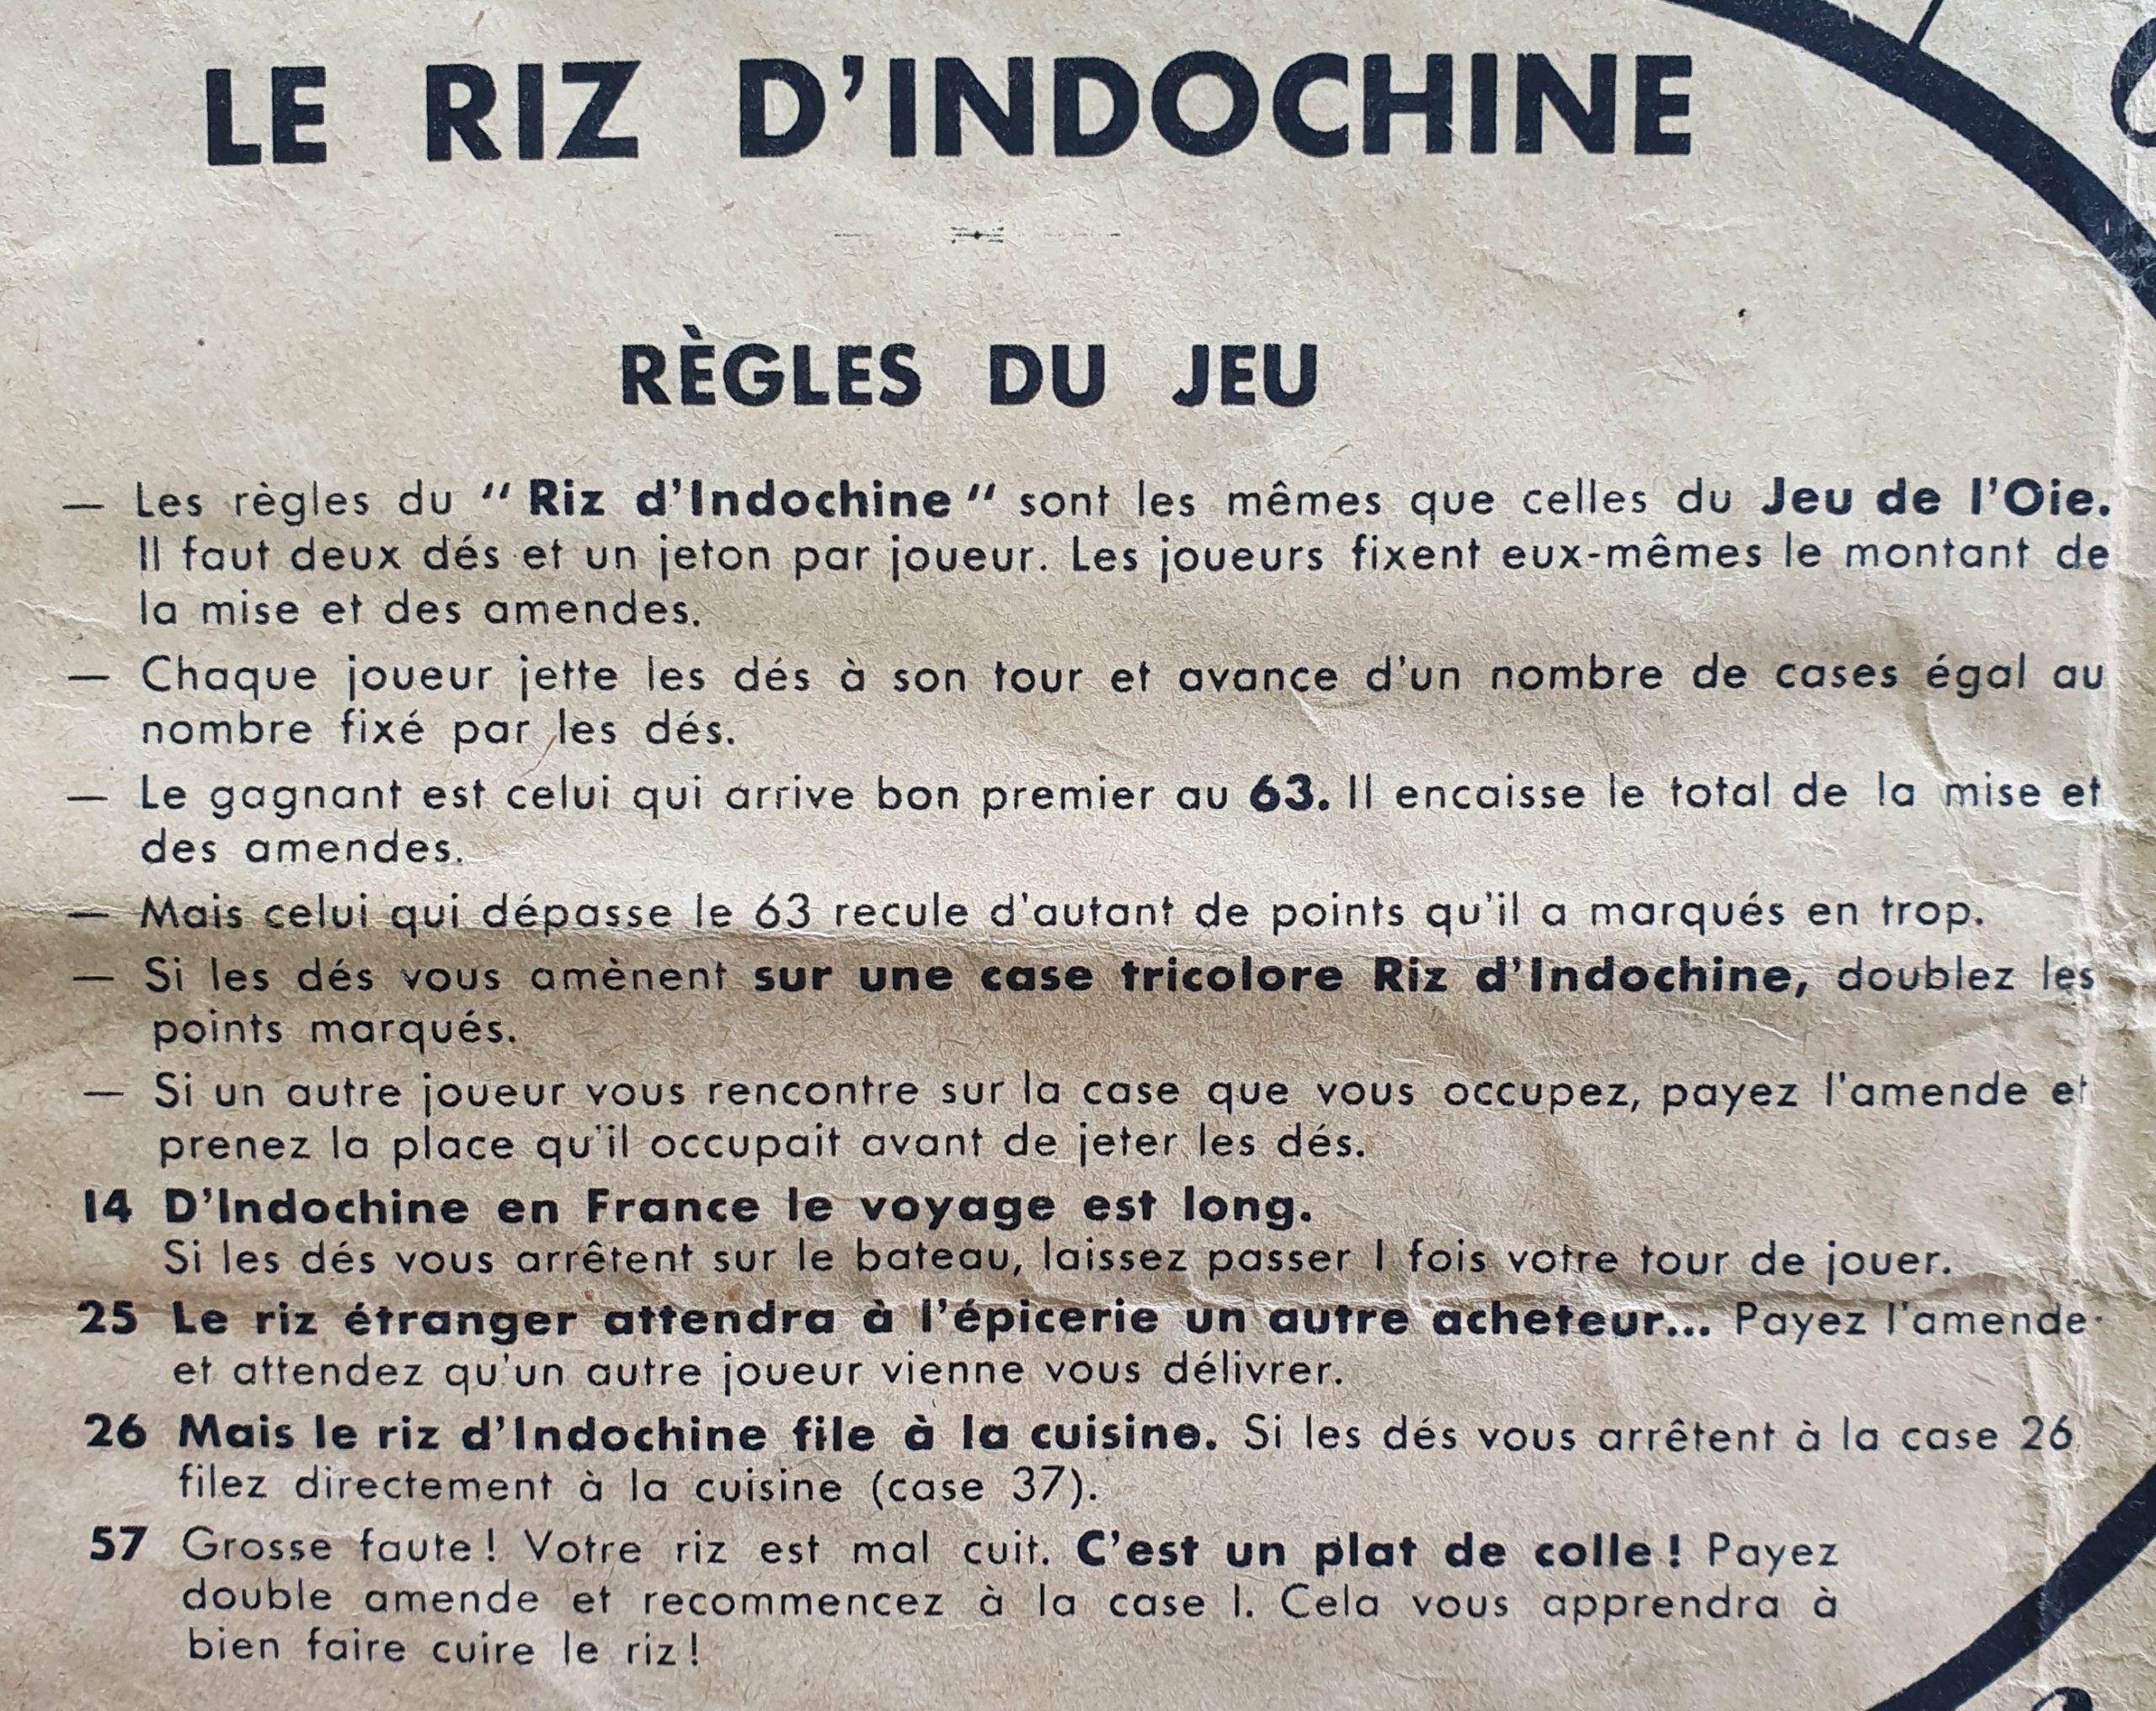 LE RIZ D'INDOCHINE
RÈGLES DU JEU
— Les règles du "Riz d'Indochine" sont les mêmes que celles du Jeu de l'Oie.
Il faut deux dés et un jeton par joueur. Les joueurs fixent eux-mêmes le montant de
la mise et des amendes.
— Chaque joueur jette les dés à son tour et avance d'un nombre de cases égal au
nombre fixé par les dés.
— Le gagnant est celui qui arrive bon premier au 63. Il encaisse le total de la mise et
des amendes.
— Mais celui qui dépasse le 63 recule d'autant de points qu'il a marqués en trop.
— Si les dés vous amènent sur une case tricolore Riz d'Indochine, doublez les
points marqués.
— Si un autre joueur vous rencontre sur la case que vous occupez, payez l'amende et
prenez la place qu'il occupait avant de jeter les dés.
14 D'Indochine en France le voyage est long.
Si les dés vous arrêtent sur le bateau, laissez passer 1 fois votre tour de jouer.
25 Le riz étranger attendra à l'épicerie un autre acheteur... Payez l'amende
et attendez qu'un autre joueur vienne vous délivrer.
26 Mais le riz d'Indochine file à la cuisine. Si les dés vous arrêtent à la case 26
filez directement à la cuisine (case 37).
57 Grosse faute ! Votre riz est mal cuit. C'est un plat de colle ! Payez
double amende et recommencez à la case 1. Cela vous apprendra à
bien faire cuire le riz !